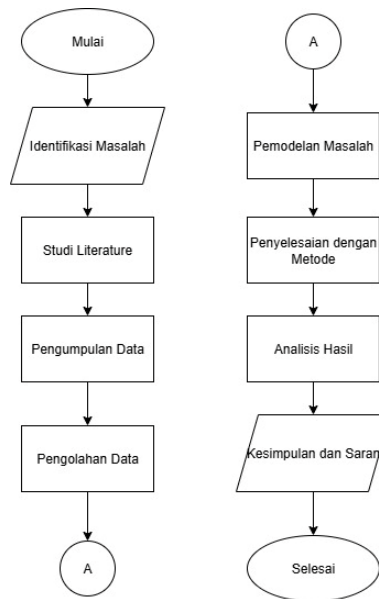 Mulai
Identifikasi Masalah
Studi Literature
Pengumpulan Data
Pengolahan Data
A
A
Pemodelan Masalah
Penyelesaian dengan
Metode
Analisis Hasil
Kesimpulan dan Saran
Selesai